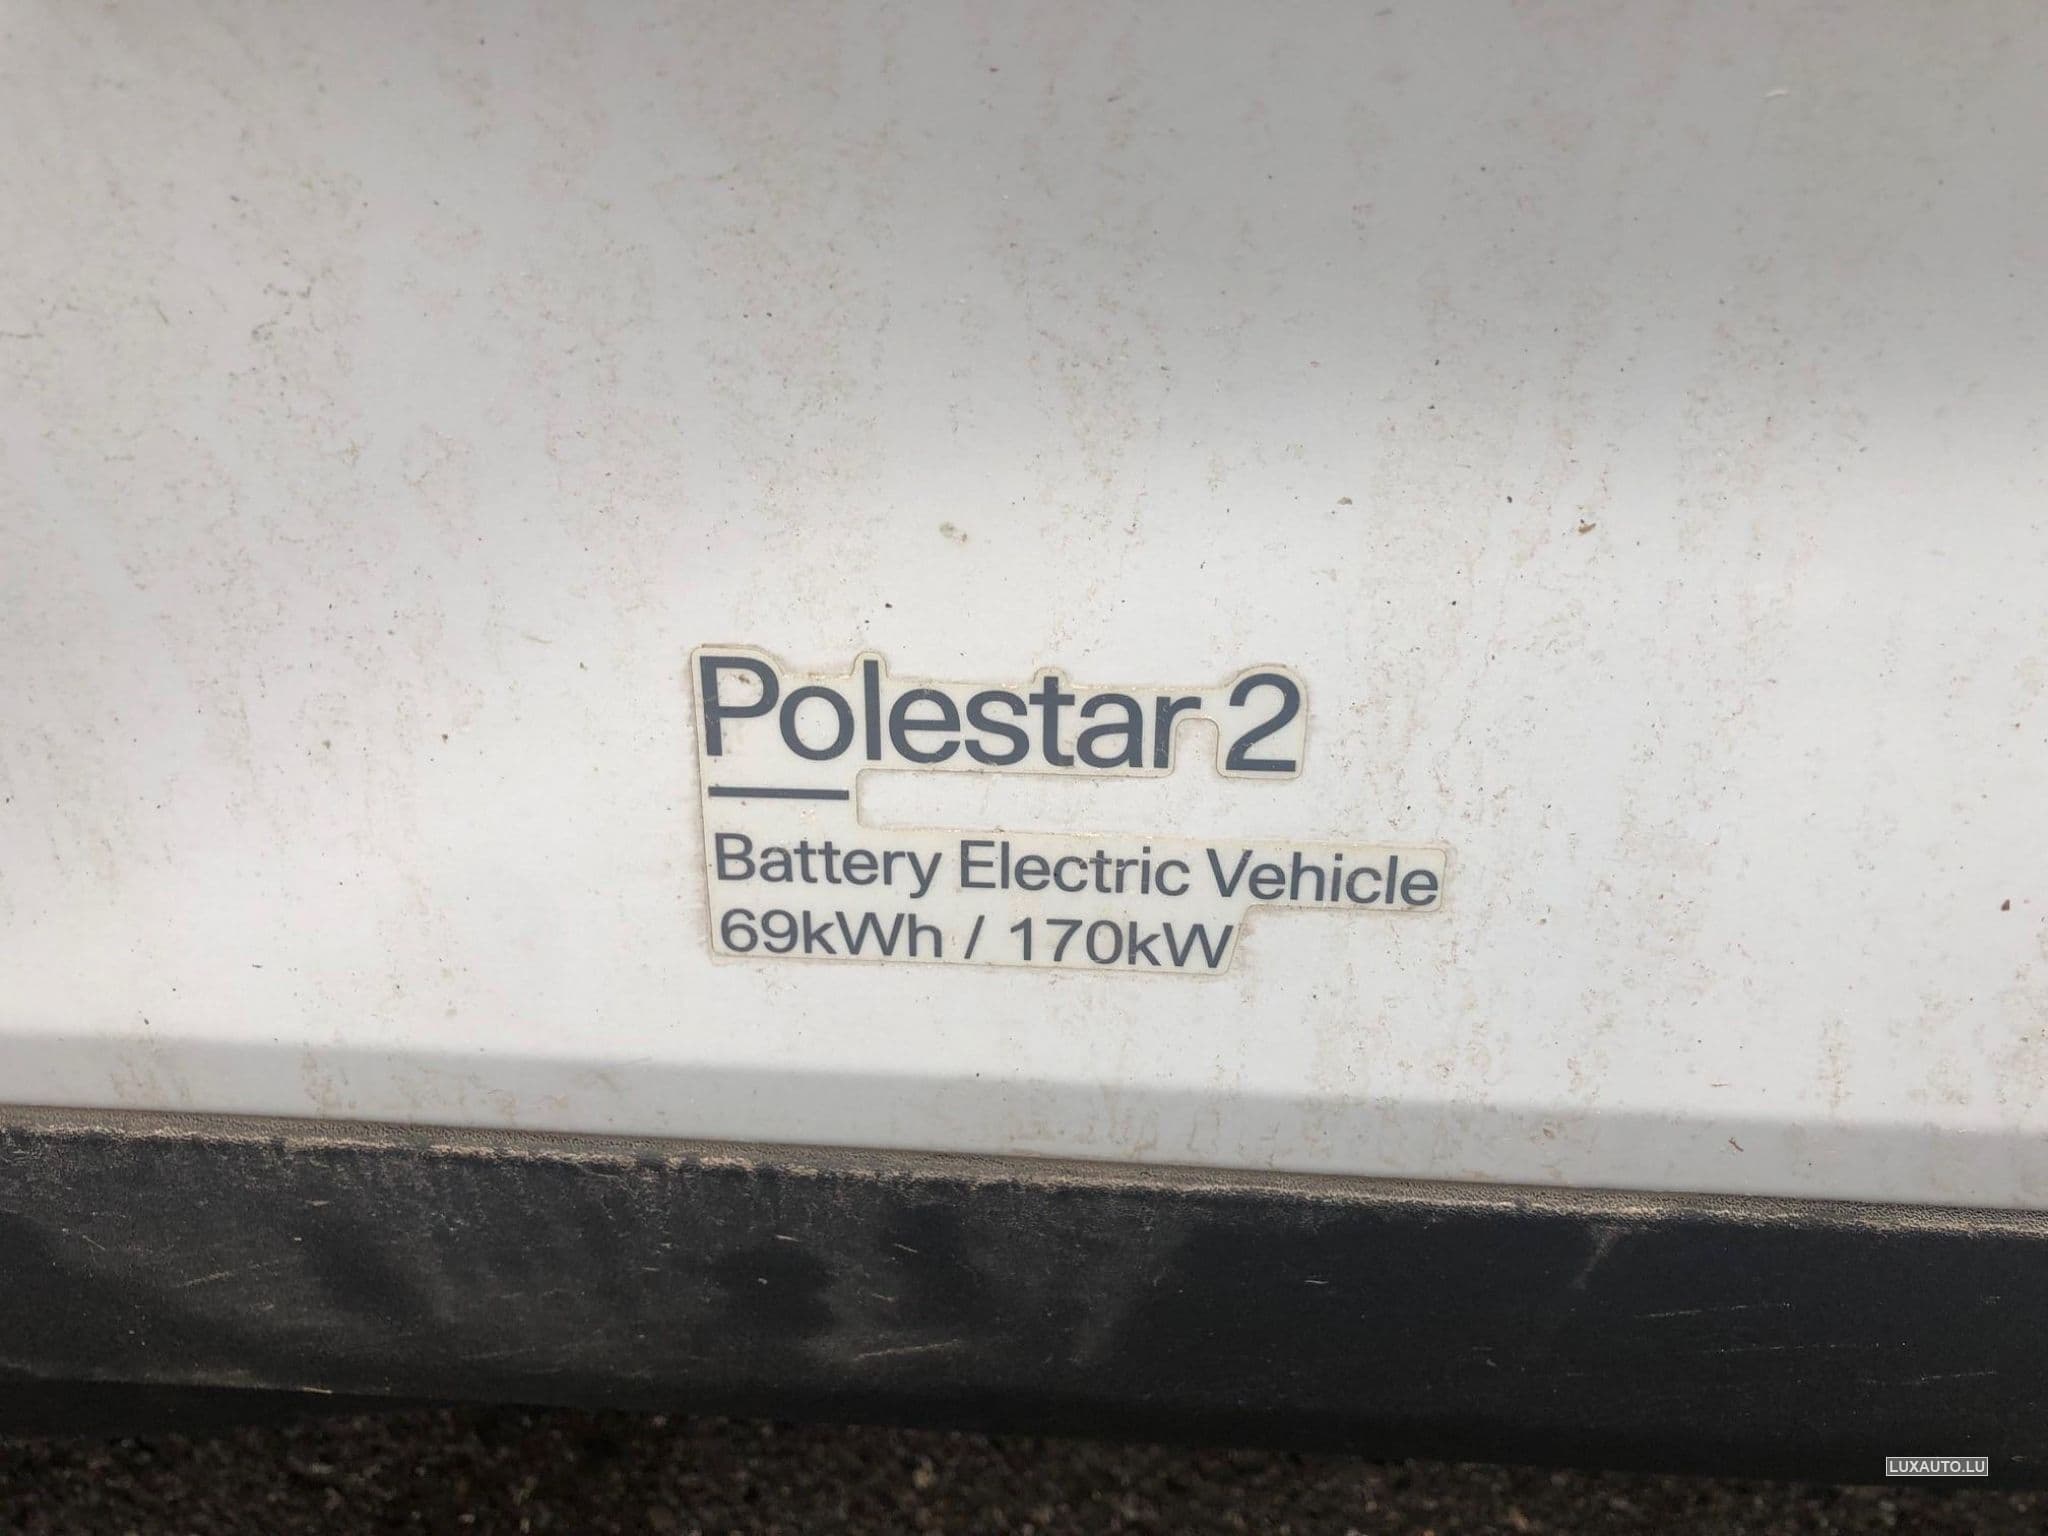 Polestar 2
Battery Electric Vehicle
69kWh / 170kW
LUXAUTO.LU